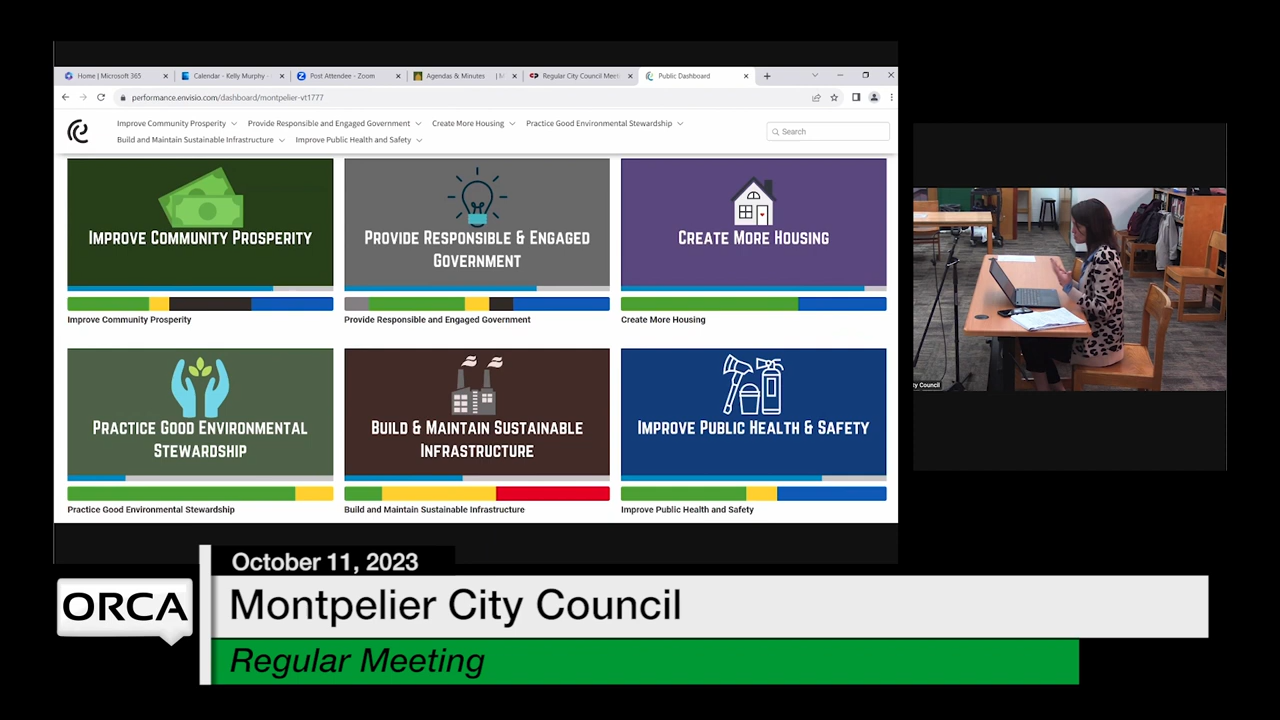 Home | Microsoft 365
Calendar - Kelly Murphy -
Post Attendee - Zoom
Agendas & Minutes
Regular City Council Meeti
Public Dashboard
performance.envisio.com/dashboard/montpelier-vt1777
Improve Community Prosperity
Provide Responsible and Engaged Government
Create More Housing
Practice Good Environmental Stewardship
Build and Maintain Sustainable Infrastructure
Improve Public Health and Safety
Search
IMPROVE COMMUNITY PROSPERITY
Improve Community Prosperity
PROVIDE RESPONSIBLE & ENGAGED
GOVERNMENT
Provide Responsible and Engaged Government
CREATE MORE HOUSING
Create More Housing
PRACTICE GOOD ENVIRONMENTAL
STEWARDSHIP
Practice Good Environmental Stewardship
BUILD & MAINTAIN SUSTAINABLE
INFRASTRUCTURE
Build and Maintain Sustainable Infrastructure
IMPROVE PUBLIC HEALTH & SAFETY
Improve Public Health and Safety
ty Council
October 11, 2023
ORCA
Montpelier City Council
Regular Meeting